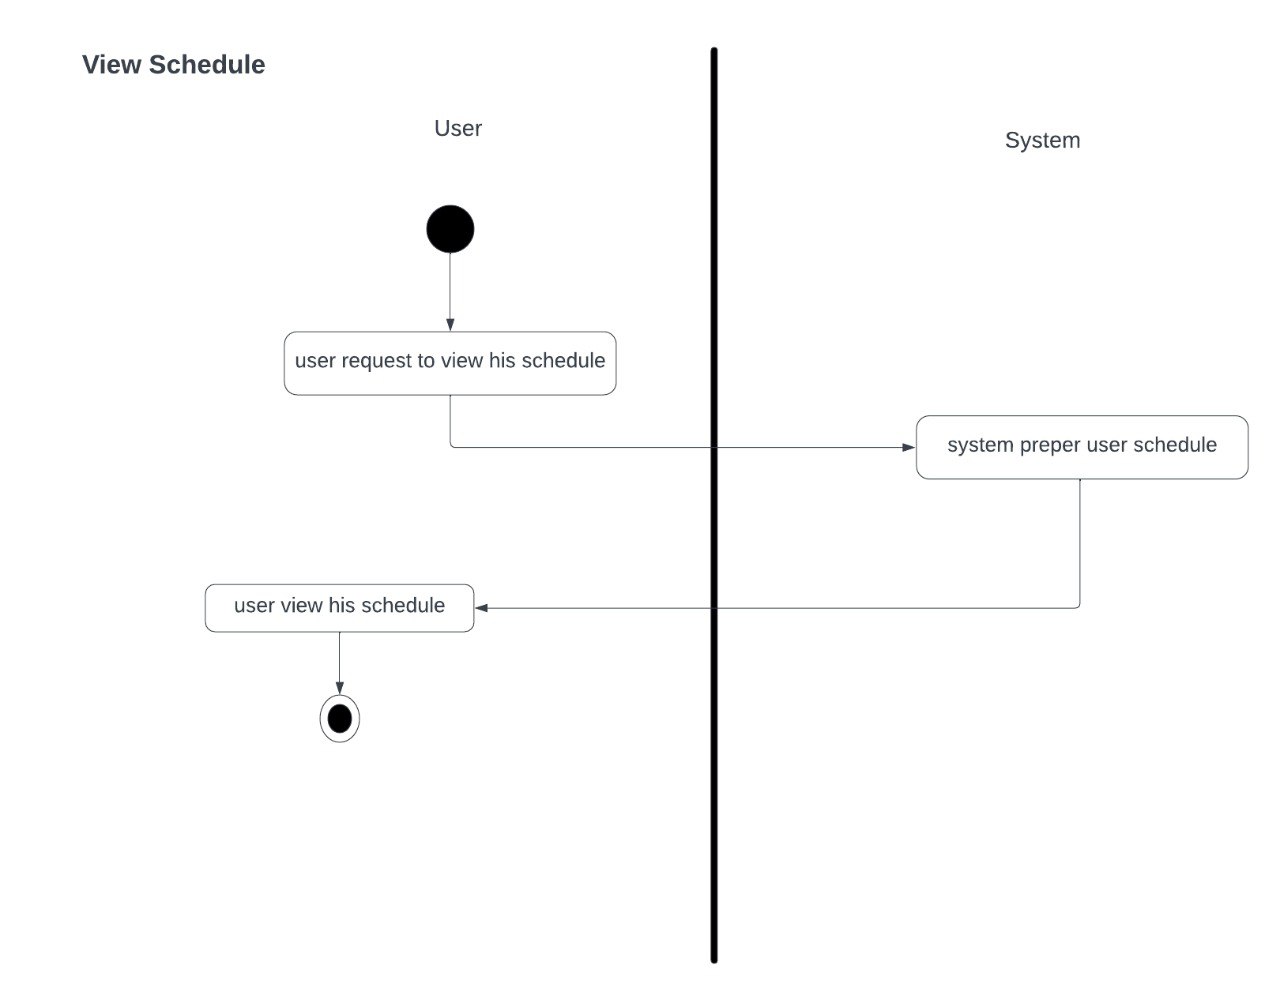 View Schedule
User
System
user request to view his schedule
system preper user schedule
user view his schedule